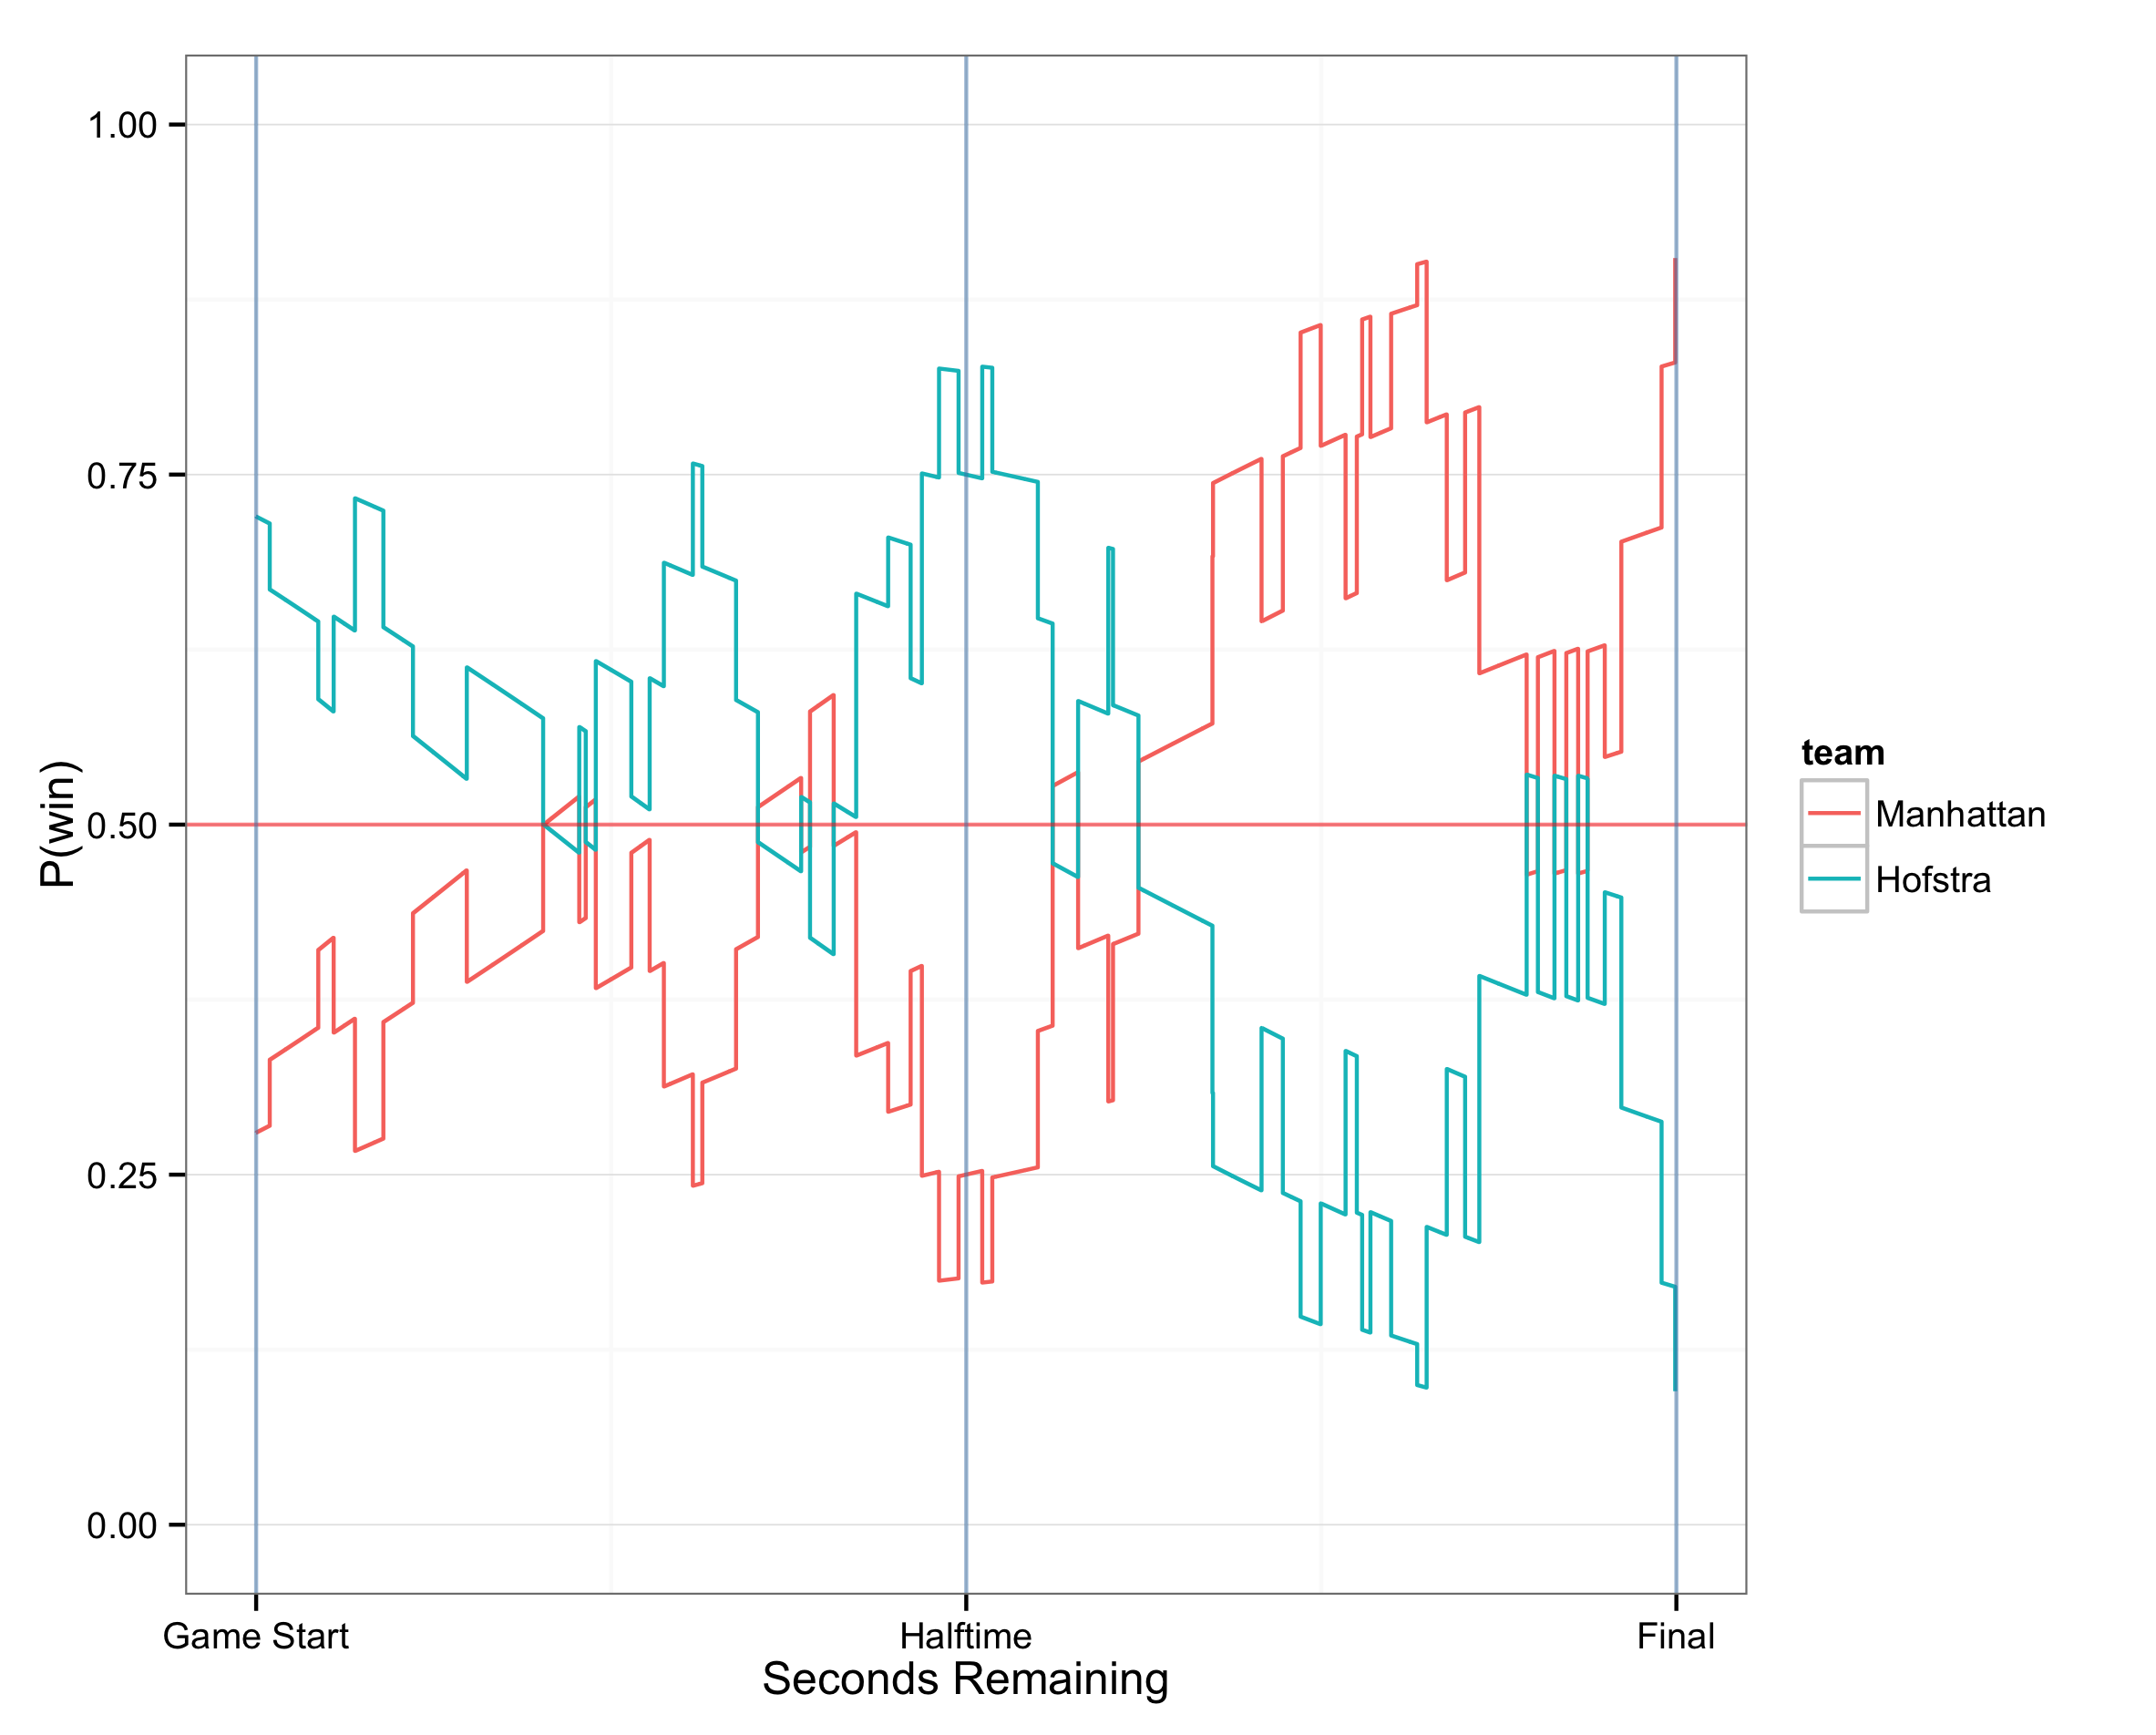 1.00
0.75
0.50
0.25
0.00
P(win)
Game Start
Halftime
Final
Seconds Remaining
team
Manhattan
Hofstra